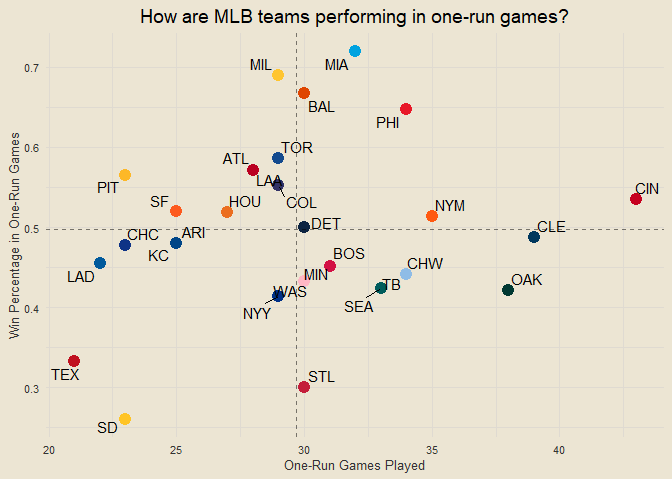 How are MLB teams performing in one-run games?
Win Percentage in One-Run Games
0.7
0.6
0.5
0.4
0.3
MIL
MIA
BAL
PHI
TOR
ATL
LAA
PIT
COL
CIN
SF
HOU
NYM
DET
CLE
CHC
ARI
KC
BOS
LAD
MIN
CHW
WAS
TB
OAK
NYY
SEA
TEX
STL
SD
20
25
30
35
40
One-Run Games Played